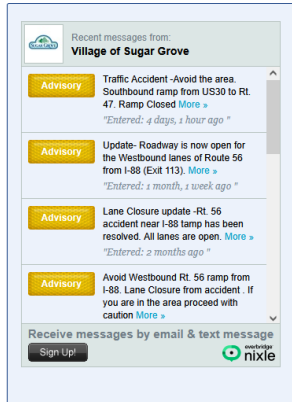 SUGAR GROVE
Recent messages from:
Village of Sugar Grove
Advisory
Traffic Accident -Avoid the area.
Southbound ramp from US30 to Rt.
47. Ramp Closed More »
"Entered: 4 days, 1 hour ago "
Advisory
Update- Roadway is now open for
the Westbound lanes of Route 56
from I-88 (Exit 113). More »
"Entered: 1 month, 1 week ago "
Advisory
Lane Closure update -Rt. 56
accident near I-88 tamp has been
resolved. All lanes are open. More »
"Entered: 2 months ago "
Advisory
Avoid Westbound Rt. 56 ramp from
I-88. Lane Closure from accident . If
you are in the area proceed with
caution More »
Receive messages by email & text message
Sign Up!
everbridge
nixle